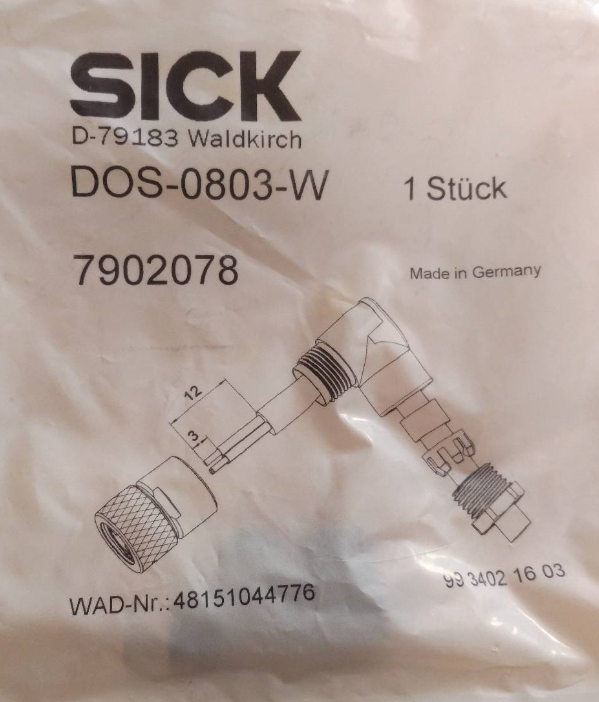 SICK
D-79183 Waldkirch
DOS-0803-W 1 Stück
7902078 Made in Germany
12
3
WAD-Nr.:48151044776 99 3402 16 03